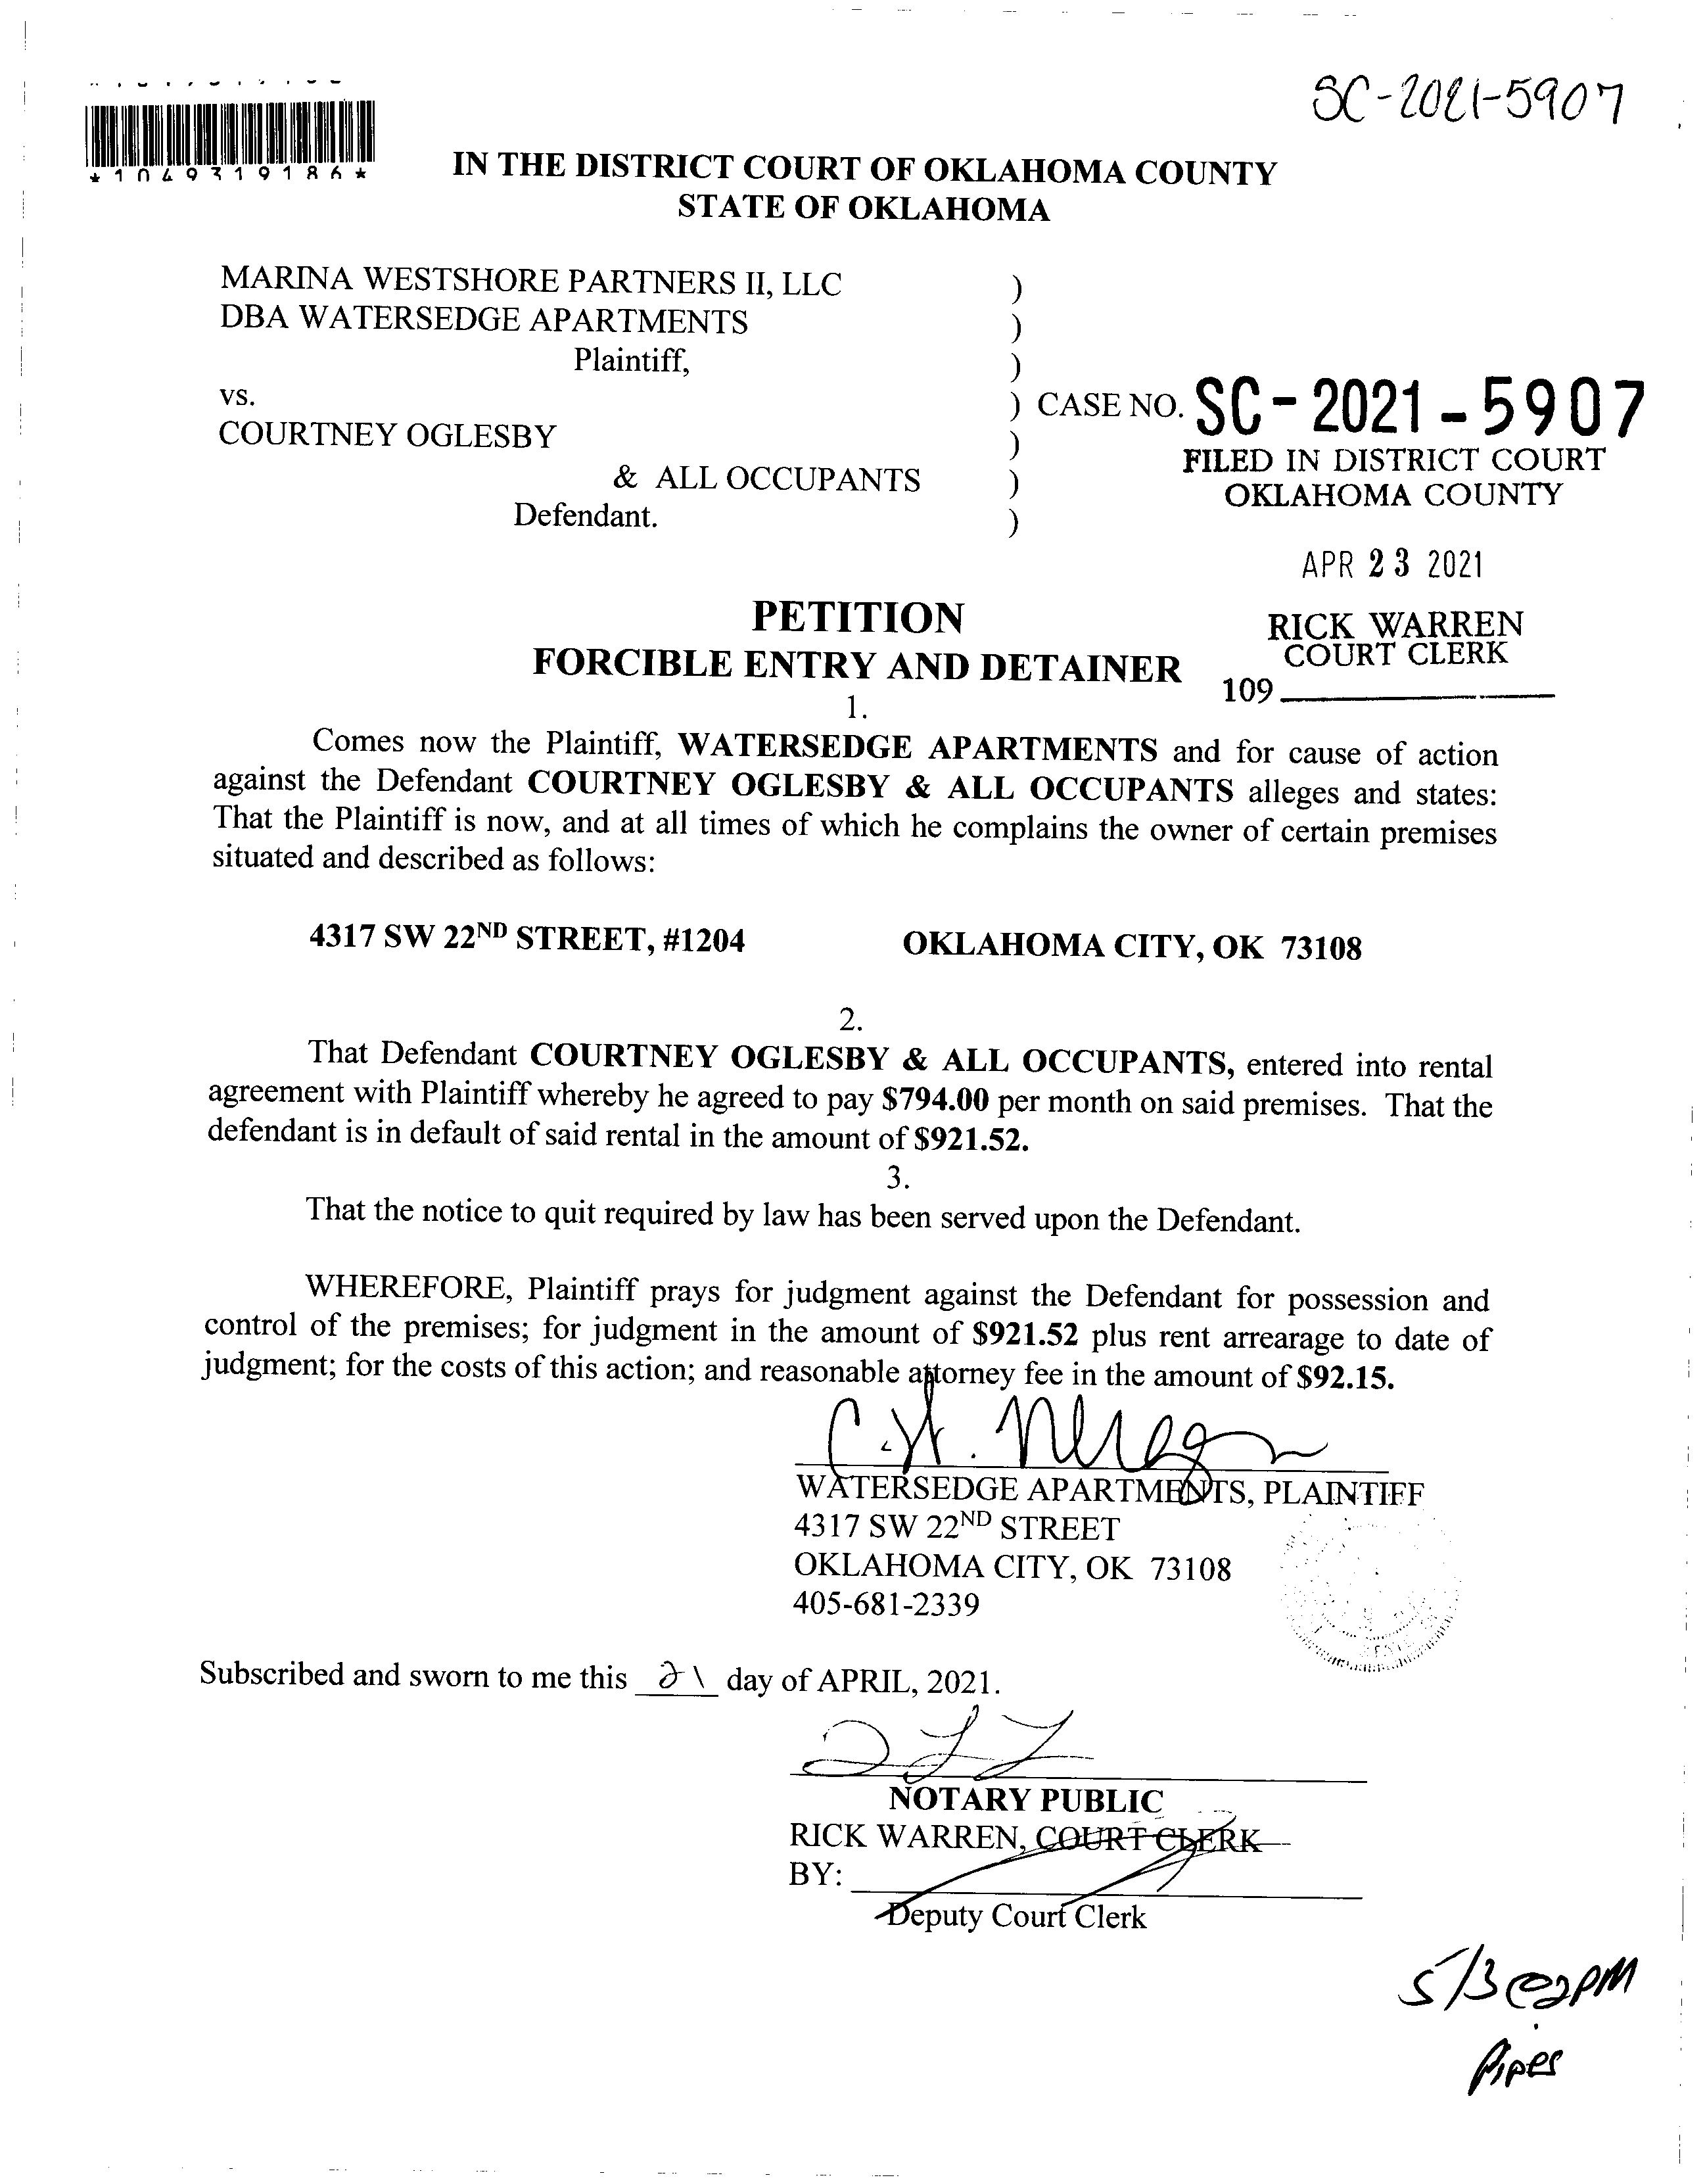 SC-2021-5907
*1049319186*
IN THE DISTRICT COURT OF OKLAHOMA COUNTY
STATE OF OKLAHOMA
MARINA WESTSHORE PARTNERS II, LLC )
DBA WATERSEDGE APARTMENTS )
Plaintiff, )
vs. ) CASE NO. SC-2021-5907
COURTNEY OGLESBY )
& ALL OCCUPANTS )
Defendant. )
FILED IN DISTRICT COURT
OKLAHOMA COUNTY
APR 23 2021
RICK WARREN
COURT CLERK
109
PETITION
FORCIBLE ENTRY AND DETAINER
1.
Comes now the Plaintiff, WATERSEDGE APARTMENTS and for cause of action
against the Defendant COURTNEY OGLESBY & ALL OCCUPANTS alleges and states:
That the Plaintiff is now, and at all times of which he complains the owner of certain premises
situated and described as follows:
4317 SW 22ND STREET, #1204 OKLAHOMA CITY, OK 73108
2.
That Defendant COURTNEY OGLESBY & ALL OCCUPANTS, entered into rental
agreement with Plaintiff whereby he agreed to pay $794.00 per month on said premises. That the
defendant is in default of said rental in the amount of $921.52.
3.
That the notice to quit required by law has been served upon the Defendant.
WHEREFORE, Plaintiff prays for judgment against the Defendant for possession and
control of the premises; for judgment in the amount of $921.52 plus rent arrearage to date of
judgment; for the costs of this action; and reasonable attorney fee in the amount of $92.15.
WATERSEDGE APARTMENTS, PLAINTIFF
4317 SW 22ND STREET
OKLAHOMA CITY, OK 73108
405-681-2339
Subscribed and sworn to me this 21 day of APRIL, 2021.
NOTARY PUBLIC
RICK WARREN, COURT CLERK
BY:
Deputy Court Clerk
5/3@2PM
Pipes